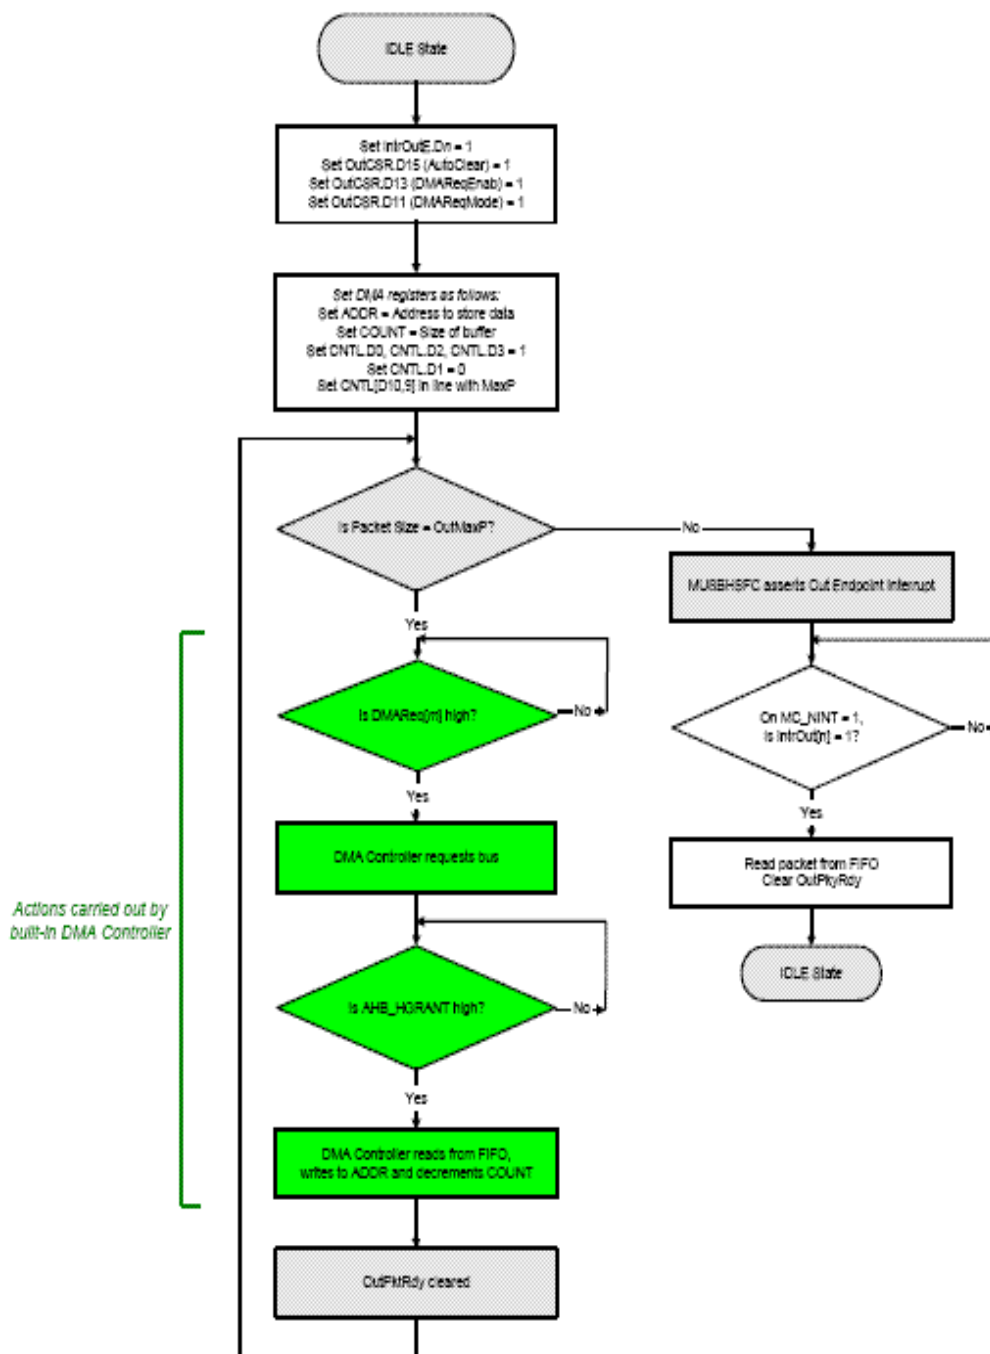 IDLE State
Set IntrOutE.Dn = 1
Set OutCSR.D15 (AutoClear) = 1
Set OutCSR.D13 (DMAReqEnab) = 1
Set OutCSR.D11 (DMAReqMode) = 1
Set DMA registers as follows:
Set ADDR = Address to store data
Set COUNT = Size of buffer
Set CNTL.D0, CNTL.D2, CNTL.D3 = 1
Set CNTL.D1 = 0
Set CNTL[D10,9] in line with MaxP
Is Packet Size = OutMaxP?
No
Yes
MUSBHSFC asserts Out Endpoint Interrupt
Is DMAReq[m] high?
No
Yes
On MC_NINT = 1,
is IntrOut[n] = 1?
No
Yes
DMA Controller requests bus
Read packet from FIFO
Clear OutPkyRdy
Actions carried out by
built-in DMA Controller
IDLE State
Is AHB_HGRANT high?
No
Yes
DMA Controller reads from FIFO,
writes to ADDR and decrements COUNT
OutPktRdy cleared